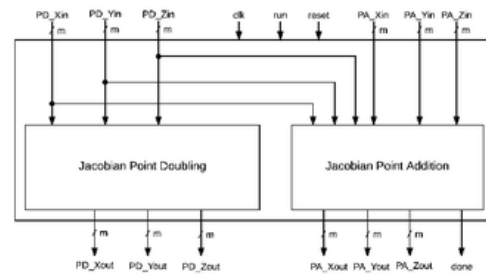 PD_Xin PD_Yin PD_Zin clk run reset PA_Xin PA_Yin PA_Zin
m m m m m m
Jacobian Point Doubling Jacobian Point Addition
m m m m m m
PD_Xout PD_Yout PD_Zout PA_Xout PA_Yout PA_Zout done